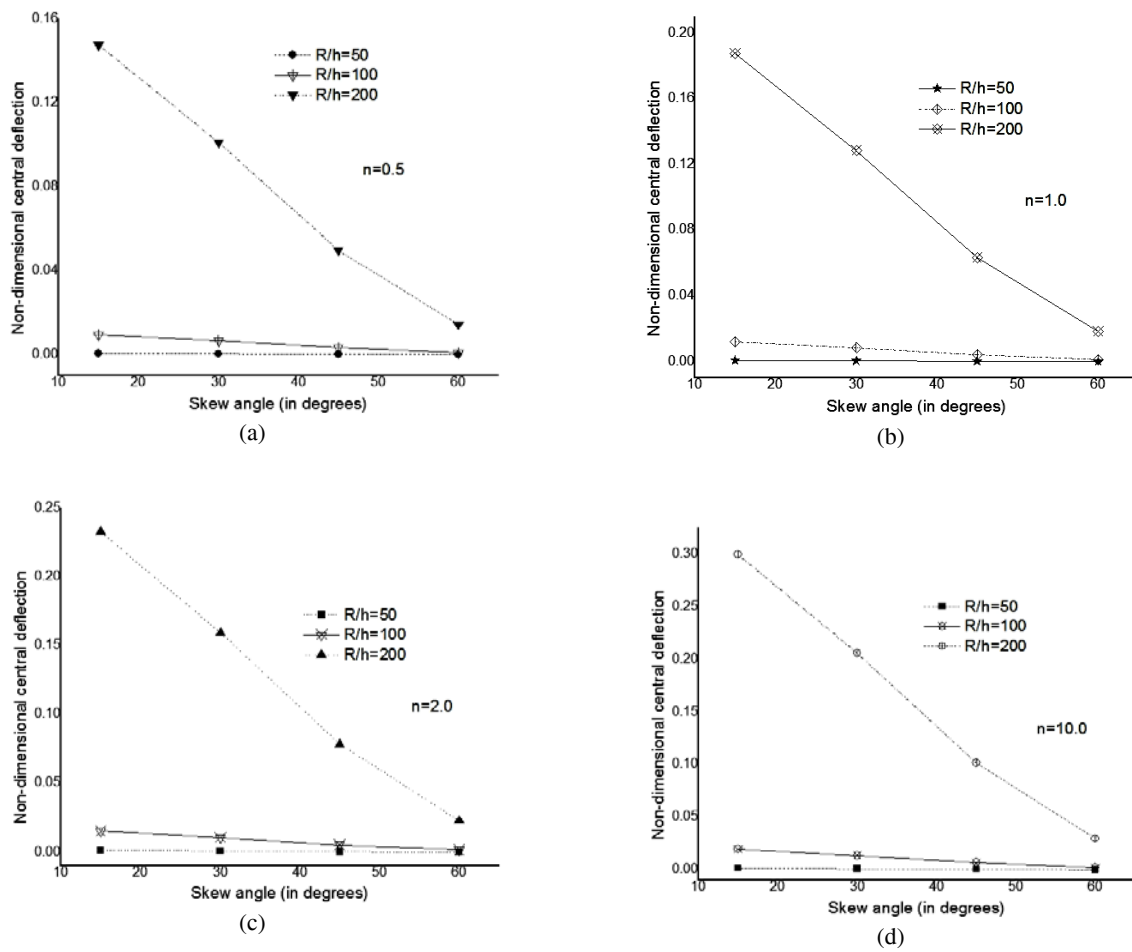 0.16
0.12
0.08
0.04
0.00
Non-dimensional central deflection
R/h=50
R/h=100
R/h=200
n=0.5
10 20 30 40 50 60
Skew angle (in degrees)
(a)
0.20
0.16
0.12
0.08
0.04
0.00
Non-dimensional central deflection
R/h=50
R/h=100
R/h=200
n=1.0
10 20 30 40 50 60
Skew angle (in degrees)
(b)
0.25
0.20
0.15
0.10
0.05
0.00
Non-dimensional central deflection
R/h=50
R/h=100
R/h=200
n=2.0
10 20 30 40 50 60
Skew angle (in degrees)
(c)
0.30
0.25
0.20
0.15
0.10
0.05
0.00
Non-dimensional central deflection
R/h=50
R/h=100
R/h=200
n=10.0
10 20 30 40 50 60
Skew angle (in degrees)
(d)